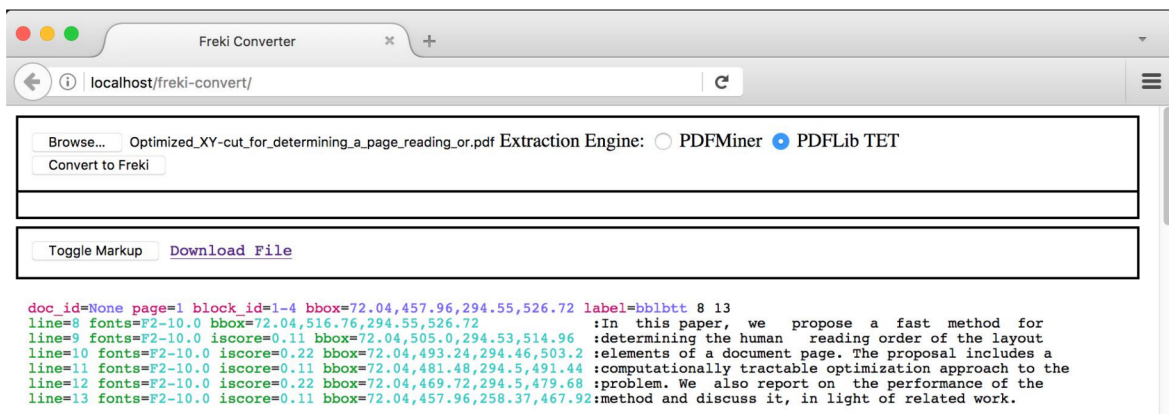 Freki Converter
localhost/freki-convert/
Browse... Optimized_XY-cut_for_determining_a_page_reading_or.pdf Extraction Engine: PDFMiner PDFLib TET
Convert to Freki
Toggle Markup Download File
doc_id=None page=1 block_id=1-4 bbox=72.04,457.96,294.55,526.72 label=bblbtt 8 13
line=8 fonts=F2-10.0 bbox=72.04,516.76,294.55,526.72 :In this paper, we propose a fast method for
line=9 fonts=F2-10.0 iscore=0.11 bbox=72.04,505.0,294.53,514.96 :determining the human reading order of the layout
line=10 fonts=F2-10.0 iscore=0.22 bbox=72.04,493.24,294.46,503.2 :elements of a document page. The proposal includes a
line=11 fonts=F2-10.0 iscore=0.11 bbox=72.04,481.48,294.5,491.44 :computationally tractable optimization approach to the
line=12 fonts=F2-10.0 iscore=0.22 bbox=72.04,469.72,294.5,479.68 :problem. We also report on the performance of the
line=13 fonts=F2-10.0 iscore=0.11 bbox=72.04,457.96,258.37,467.92:method and discuss it, in light of related work.